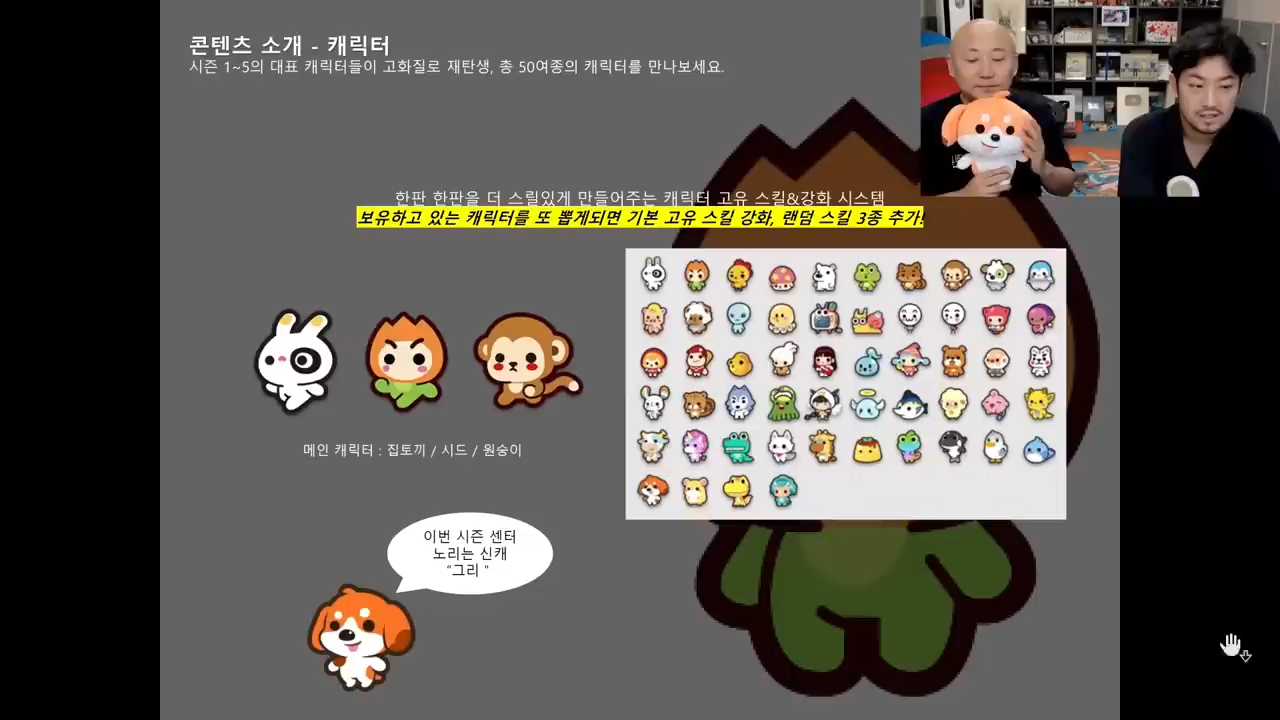 콘텐츠 소개 - 캐릭터
시즌 1~5의 대표 캐릭터들이 고화질로 재탄생, 총 50여종의 캐릭터를 만나보세요.
한판 한판을 더 스릴있게 만들어주는 캐릭터 고유 스킬&강화 시스템
보유하고 있는 캐릭터를 또 뽑게되면 기본 고유 스킬 강화, 랜덤 스킬 3종 추가!
메인 캐릭터 : 집토끼 / 시드 / 원숭이
이번 시즌 센터
노리는 신캐
"그리 "